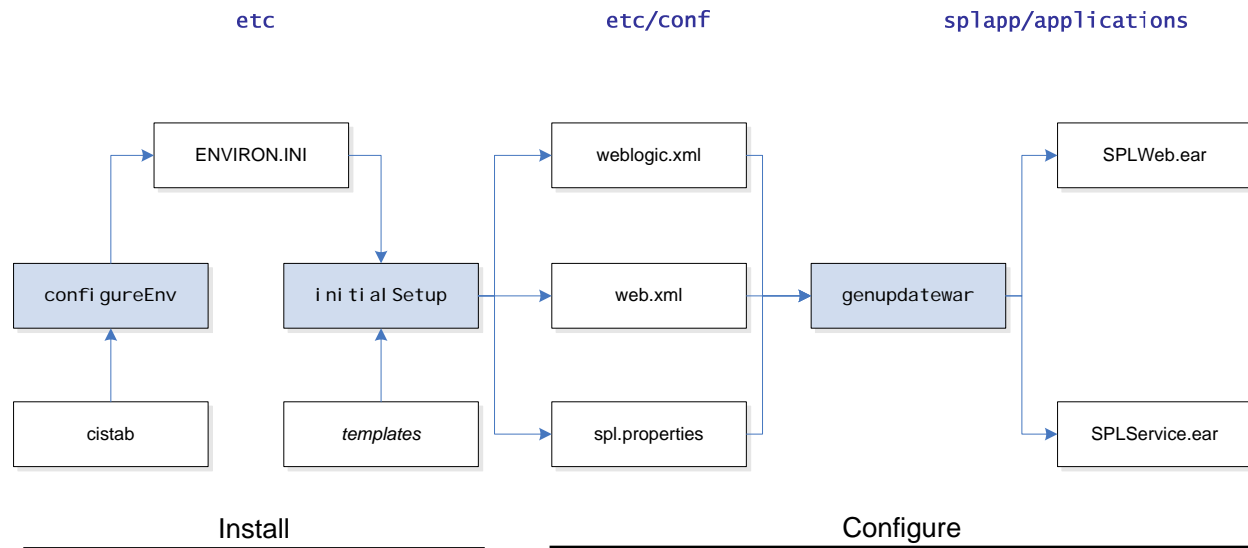 etc
etc/conf
splapp/applications
ENVIRON.INI
weblogic.xml
SPLWeb.ear
configureEnv
initialSetup
web.xml
genupdatewar
cistab
templates
spl.properties
SPLService.ear
Install
Configure